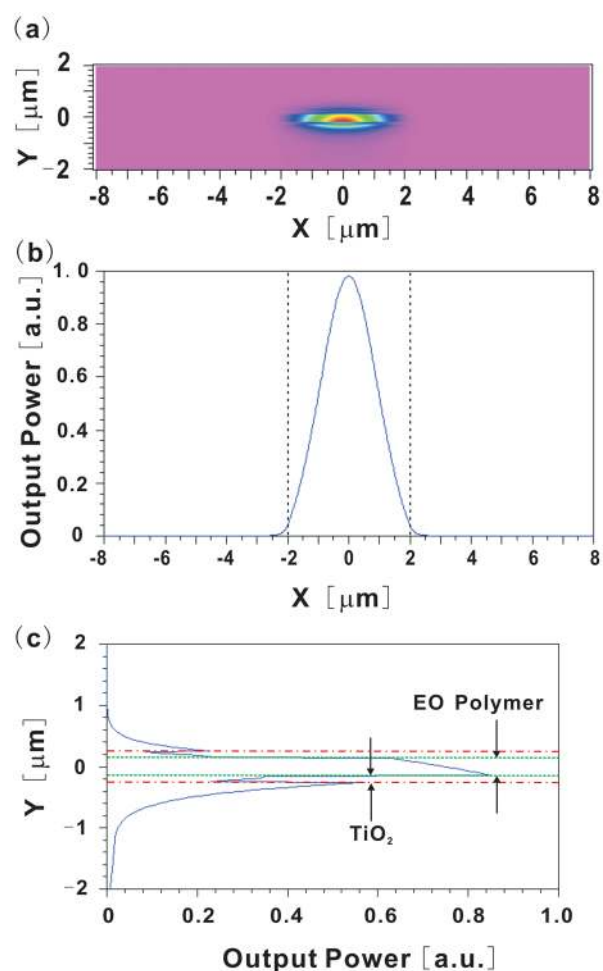 (a)
2
0
-2
Y [μm]
-8 -6 -4 -2 0 2 4 6 8
X [μm]
(b)
1.0
0.8
0.6
0.4
0.2
0
Output Power [a.u.]
-8 -6 -4 -2 0 2 4 6 8
X [μm]
(c)
2
1
0
-1
-2
Y [μm]
EO Polymer
TiO₂
0 0.2 0.4 0.6 0.8 1.0
Output Power [a.u.]